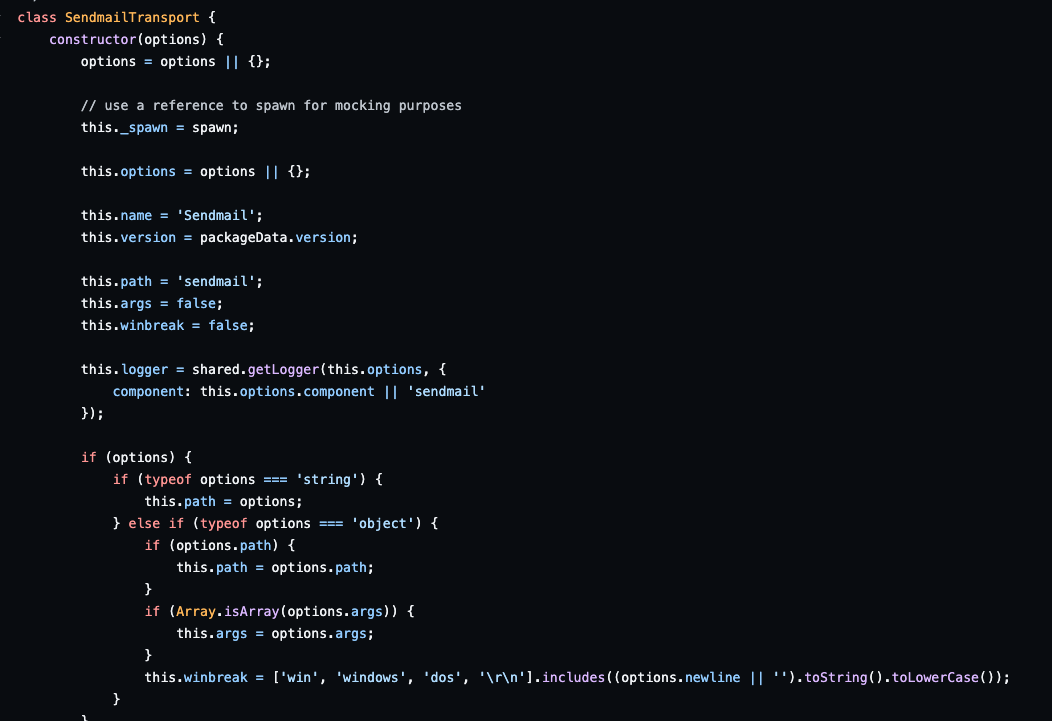 class SendmailTransport {
    constructor(options) {
        options = options || {};

        // use a reference to spawn for mocking purposes
        this._spawn = spawn;

        this.options = options || {};

        this.name = 'Sendmail';
        this.version = packageData.version;

        this.path = 'sendmail';
        this.args = false;
        this.winbreak = false;

        this.logger = shared.getLogger(this.options, {
            component: this.options.component || 'sendmail'
        });

        if (options) {
            if (typeof options === 'string') {
                this.path = options;
            } else if (typeof options === 'object') {
                if (options.path) {
                    this.path = options.path;
                }
                if (Array.isArray(options.args)) {
                    this.args = options.args;
                }
                this.winbreak = ['win', 'windows', 'dos', '\r\n'].includes((options.newline || '').toString().toLowerCase());
            }
        }